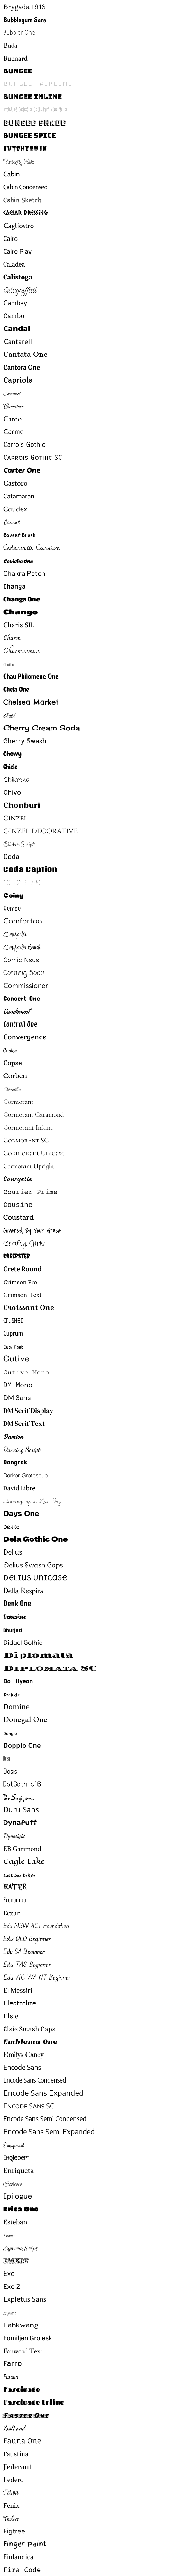 Brygada 1918
Bubblegum Sans
Bubbler One
Buda
Buenard
BUNGEE
BUNGEE HAIRLINE
BUNGEE INLINE
BUNGEE OUTLINE
BUNGEE SHADE
BUNGEE SPICE
BUTCHERMAN
Butterfly Kids
Cabin
Cabin Condensed
Cabin Sketch
CAESAR DRESSING
Cagliostro
Cairo
Cairo Play
Caladea
Calistoga
Calligraffitti
Cambay
Cambo
Candal
Cantarell
Cantata One
Cantora One
Capriola
Caramel
Carattere
Cardo
Carme
Carrois Gothic
Carrois Gothic SC
Carter One
Castoro
Catamaran
Caudex
Caveat
Caveat Brush
Cedarville Cursive
Ceviche One
Chakra Petch
Changa
Changa One
Chango
Charis SIL
Charm
Charmonman
Chathura
Chau Philomene One
Chela One
Chelsea Market
Cherish
Cherry Cream Soda
Cherry Swash
Chewy
Chicle
Chilanka
Chivo
Chonburi
CINZEL
CINZEL DECORATIVE
Clicker Script
Coda
Coda Caption
CODYSTAR
Coiny
Combo
Comfortaa
Comforter
Comforter Brush
Comic Neue
Coming Soon
Commissioner
Concert One
Condiment
Contrail One
Convergence
Cookie
Copse
Corben
Corinthia
Cormorant
Cormorant Garamond
Cormorant Infant
Cormorant SC
Cormorant Unicase
Cormorant Upright
Courgette
Courier Prime
Cousine
Coustard
Covered By Your Grace
Crafty Girls
CREEPSTER
Crete Round
Crimson Pro
Crimson Text
Croissant One
Crushed
Cuprum
Cute Font
Cutive
Cutive Mono
DM Mono
DM Sans
DM Serif Display
DM Serif Text
Damion
Dancing Script
Dangrek
Darker Grotesque
David Libre
Dawning of a New Day
Days One
Dekko
Dela Gothic One
Delius
Delius Swash Caps
Delius Unicase
Della Respira
Denk One
Devonshire
Dhurjati
Didact Gothic
Diplomata
Diplomata SC
Do Hyeon
Dokdo
Domine
Donegal One
Dongle
Doppio One
Dorsa
Dosis
DotGothic16
Dr Sugiyama
Duru Sans
DynaPuff
Dynalight
EB Garamond
Eagle Lake
East Sea Dokdo
EATER
Economica
Eczar
Edu NSW ACT Foundation
Edu QLD Beginner
Edu SA Beginner
Edu TAS Beginner
Edu VIC WA NT Beginner
El Messiri
Electrolize
Elsie
Elsie Swash Caps
Emblema One
Emilys Candy
Encode Sans
Encode Sans Condensed
Encode Sans Expanded
Encode Sans SC
Encode Sans Semi Condensed
Encode Sans Semi Expanded
Engagement
Englebert
Enriqueta
Ephesis
Epilogue
Erica One
Esteban
Estonia
Euphoria Script
EWERT
Exo
Exo 2
Expletus Sans
Explora
Fahkwang
Familjen Grotesk
Fanwood Text
Farro
Farsan
Fascinate
Fascinate Inline
Faster One
Fasthand
Fauna One
Faustina
Federant
Federo
Felipa
Fenix
Festive
Figtree
Finger Paint
Finlandica
Fira Code